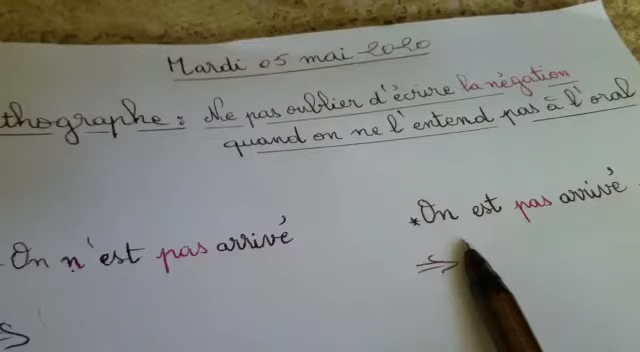 Mardi 05 mai 2020
thographe : Ne pas oublier d'écrire la négation
quand on ne l'entend pas à l'oral
On n'est pas arrivé
*On est pas arrivé
⇒